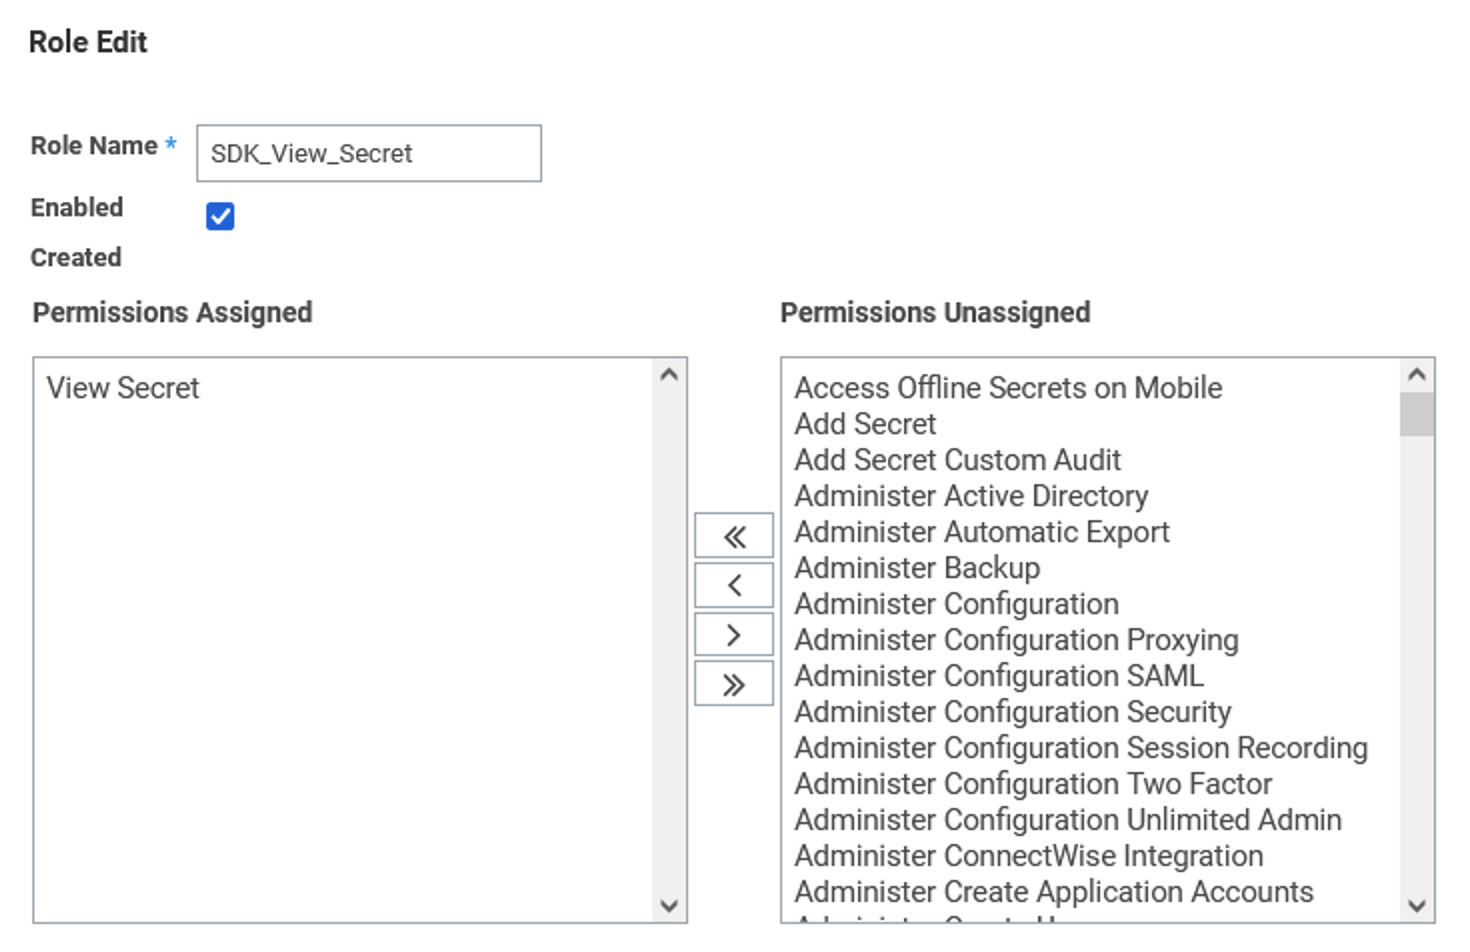 Role Edit
Role Name *
SDK_View_Secret
Enabled
Created
Permissions Assigned
View Secret
Permissions Unassigned
Access Offline Secrets on Mobile
Add Secret
Add Secret Custom Audit
Administer Active Directory
Administer Automatic Export
Administer Backup
Administer Configuration
Administer Configuration Proxying
Administer Configuration SAML
Administer Configuration Security
Administer Configuration Session Recording
Administer Configuration Two Factor
Administer Configuration Unlimited Admin
Administer ConnectWise Integration
Administer Create Application Accounts